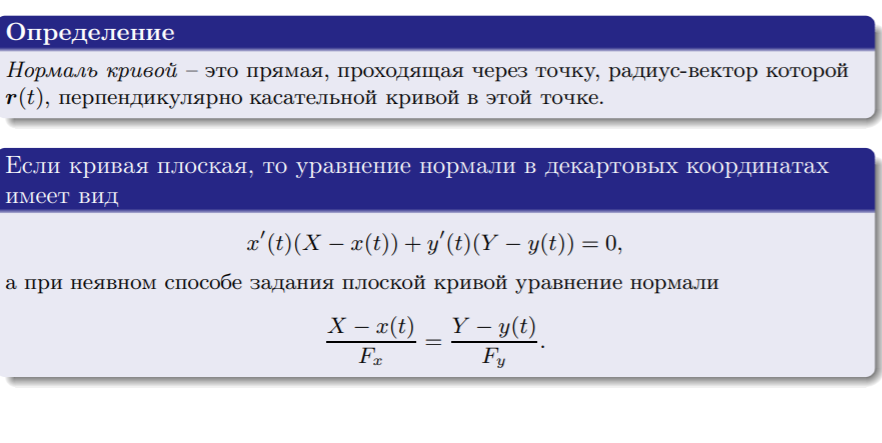 Определение
Нормаль кривой – это прямая, проходящая через точку, радиус-вектор которой
r(t), перпендикулярно касательной кривой в этой точке.
Если кривая плоская, то уравнение нормали в декартовых координатах
имеет вид
x′(t)(X − x(t)) + y′(t)(Y − y(t)) = 0,
а при неявном способе задания плоской кривой уравнение нормали
\frac{X − x(t)}{F_x} = \frac{Y − y(t)}{F_y}.